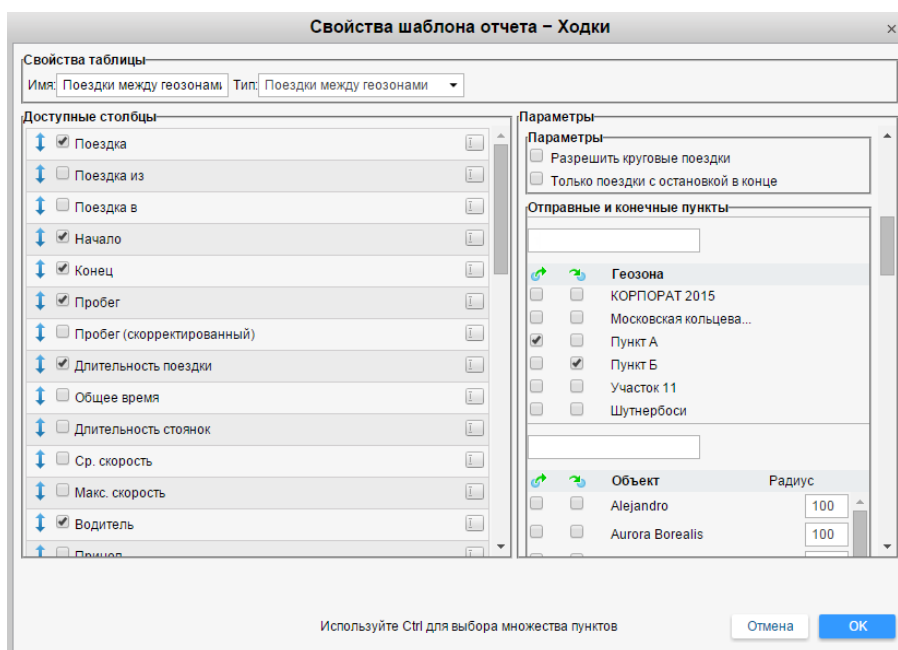 Свойства шаблона отчета – Ходки
×
Свойства таблицы
Имя: Поездки между геозонами Тип: Поездки между геозонами
Доступные столбцы
Поездка
Поездка из
Поездка в
Начало
Конец
Пробег
Пробег (скорректированный)
Длительность поездки
Общее время
Длительность стоянок
Ср. скорость
Макс. скорость
Водитель
Прицеп
Параметры
Параметры
Разрешить круговые поездки
Только поездки с остановкой в конце
Отправные и конечные пункты
Геозона
КОРПОРАТ 2015
Московская кольцева...
Пункт А
Пункт Б
Участок 11
Шутнербоси
Объект Радиус
Alejandro 100
Aurora Borealis 100
Используйте Ctrl для выбора множества пунктов
Отмена
OK